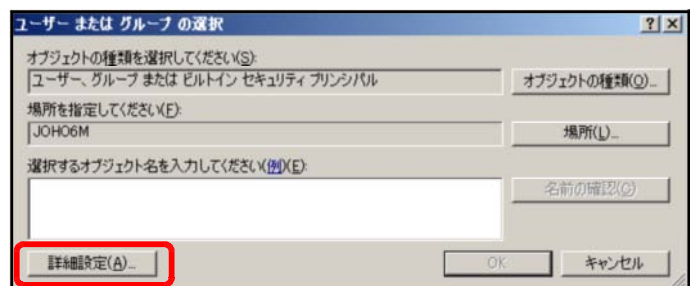 ユーザー または グループ の選択
オブジェクトの種類を選択してください(S):
ユーザー、グループ または ビルトイン セキュリティ プリンシパル
オブジェクトの種類(O)...
場所を指定してください(F):
JOHO6M
場所(L)...
選択するオブジェクト名を入力してください(例)(E):
名前の確認(C)
詳細設定(A)...
OK
キャンセル